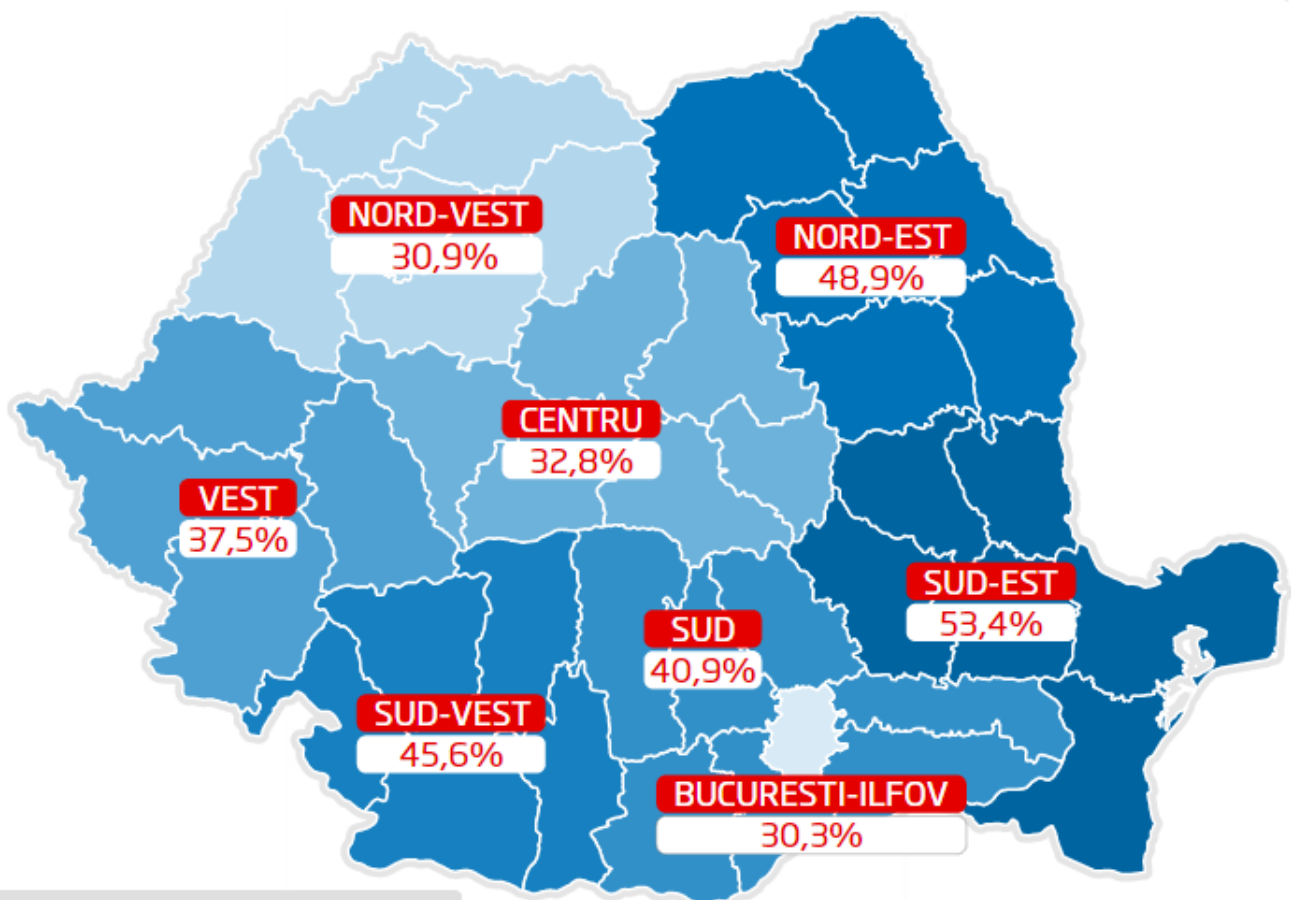 NORD-VEST
30,9%
NORD-EST
48,9%
CENTRU
32,8%
VEST
37,5%
SUD-EST
53,4%
SUD
40,9%
SUD-VEST
45,6%
BUCURESTI-ILFOV
30,3%